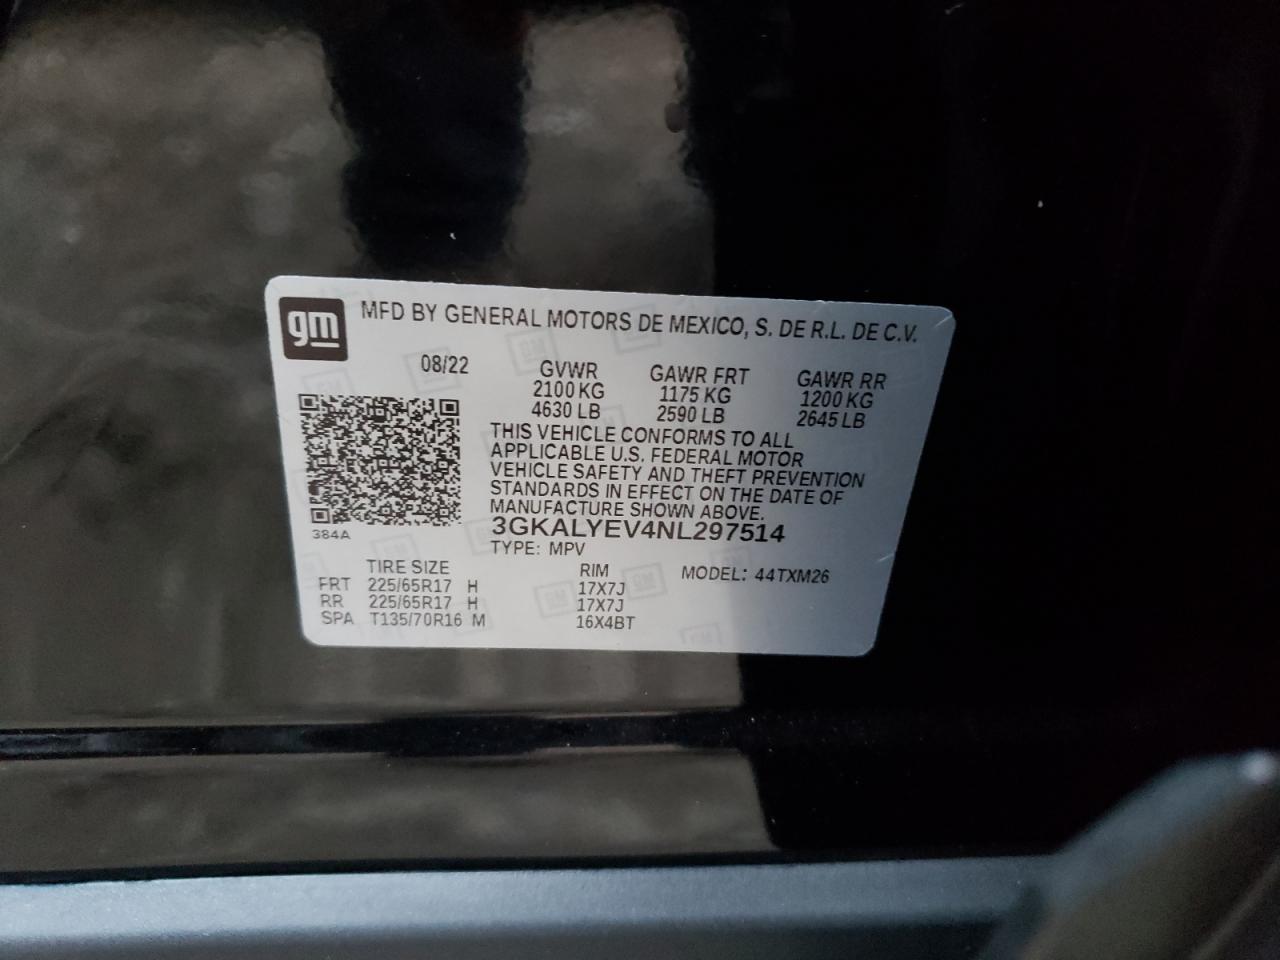 gm MFD BY GENERAL MOTORS DE MEXICO, S. DE R.L. DE C.V.
08/22 GVWR GAWR FRT GAWR RR
2100 KG 1175 KG 1200 KG
4630 LB 2590 LB 2645 LB
THIS VEHICLE CONFORMS TO ALL
APPLICABLE U.S. FEDERAL MOTOR
VEHICLE SAFETY AND THEFT PREVENTION
STANDARDS IN EFFECT ON THE DATE OF
MANUFACTURE SHOWN ABOVE.
3GKALYEV4NL297514
384A
TYPE: MPV
TIRE SIZE RIM MODEL: 44TXM26
FRT 225/65R17 H 17X7J
RR 225/65R17 H 17X7J
SPA T135/70R16 M 16X4BT